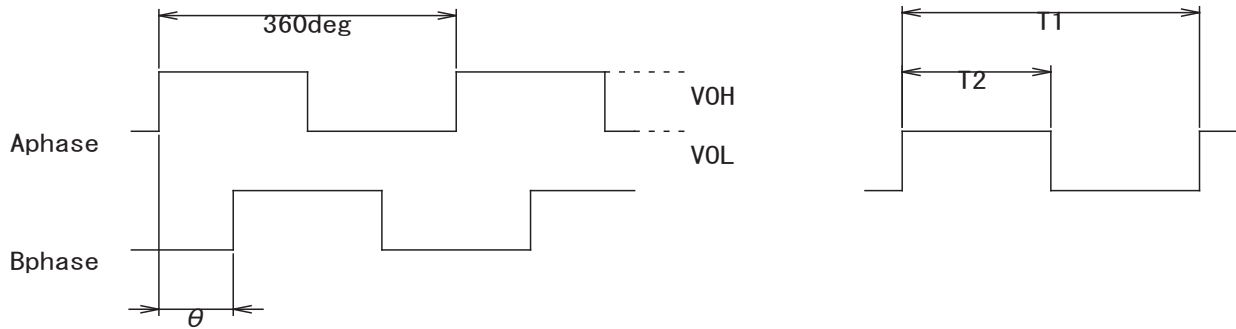 360deg
T1
T2
VOH
Aphase
VOL
Bphase
θ